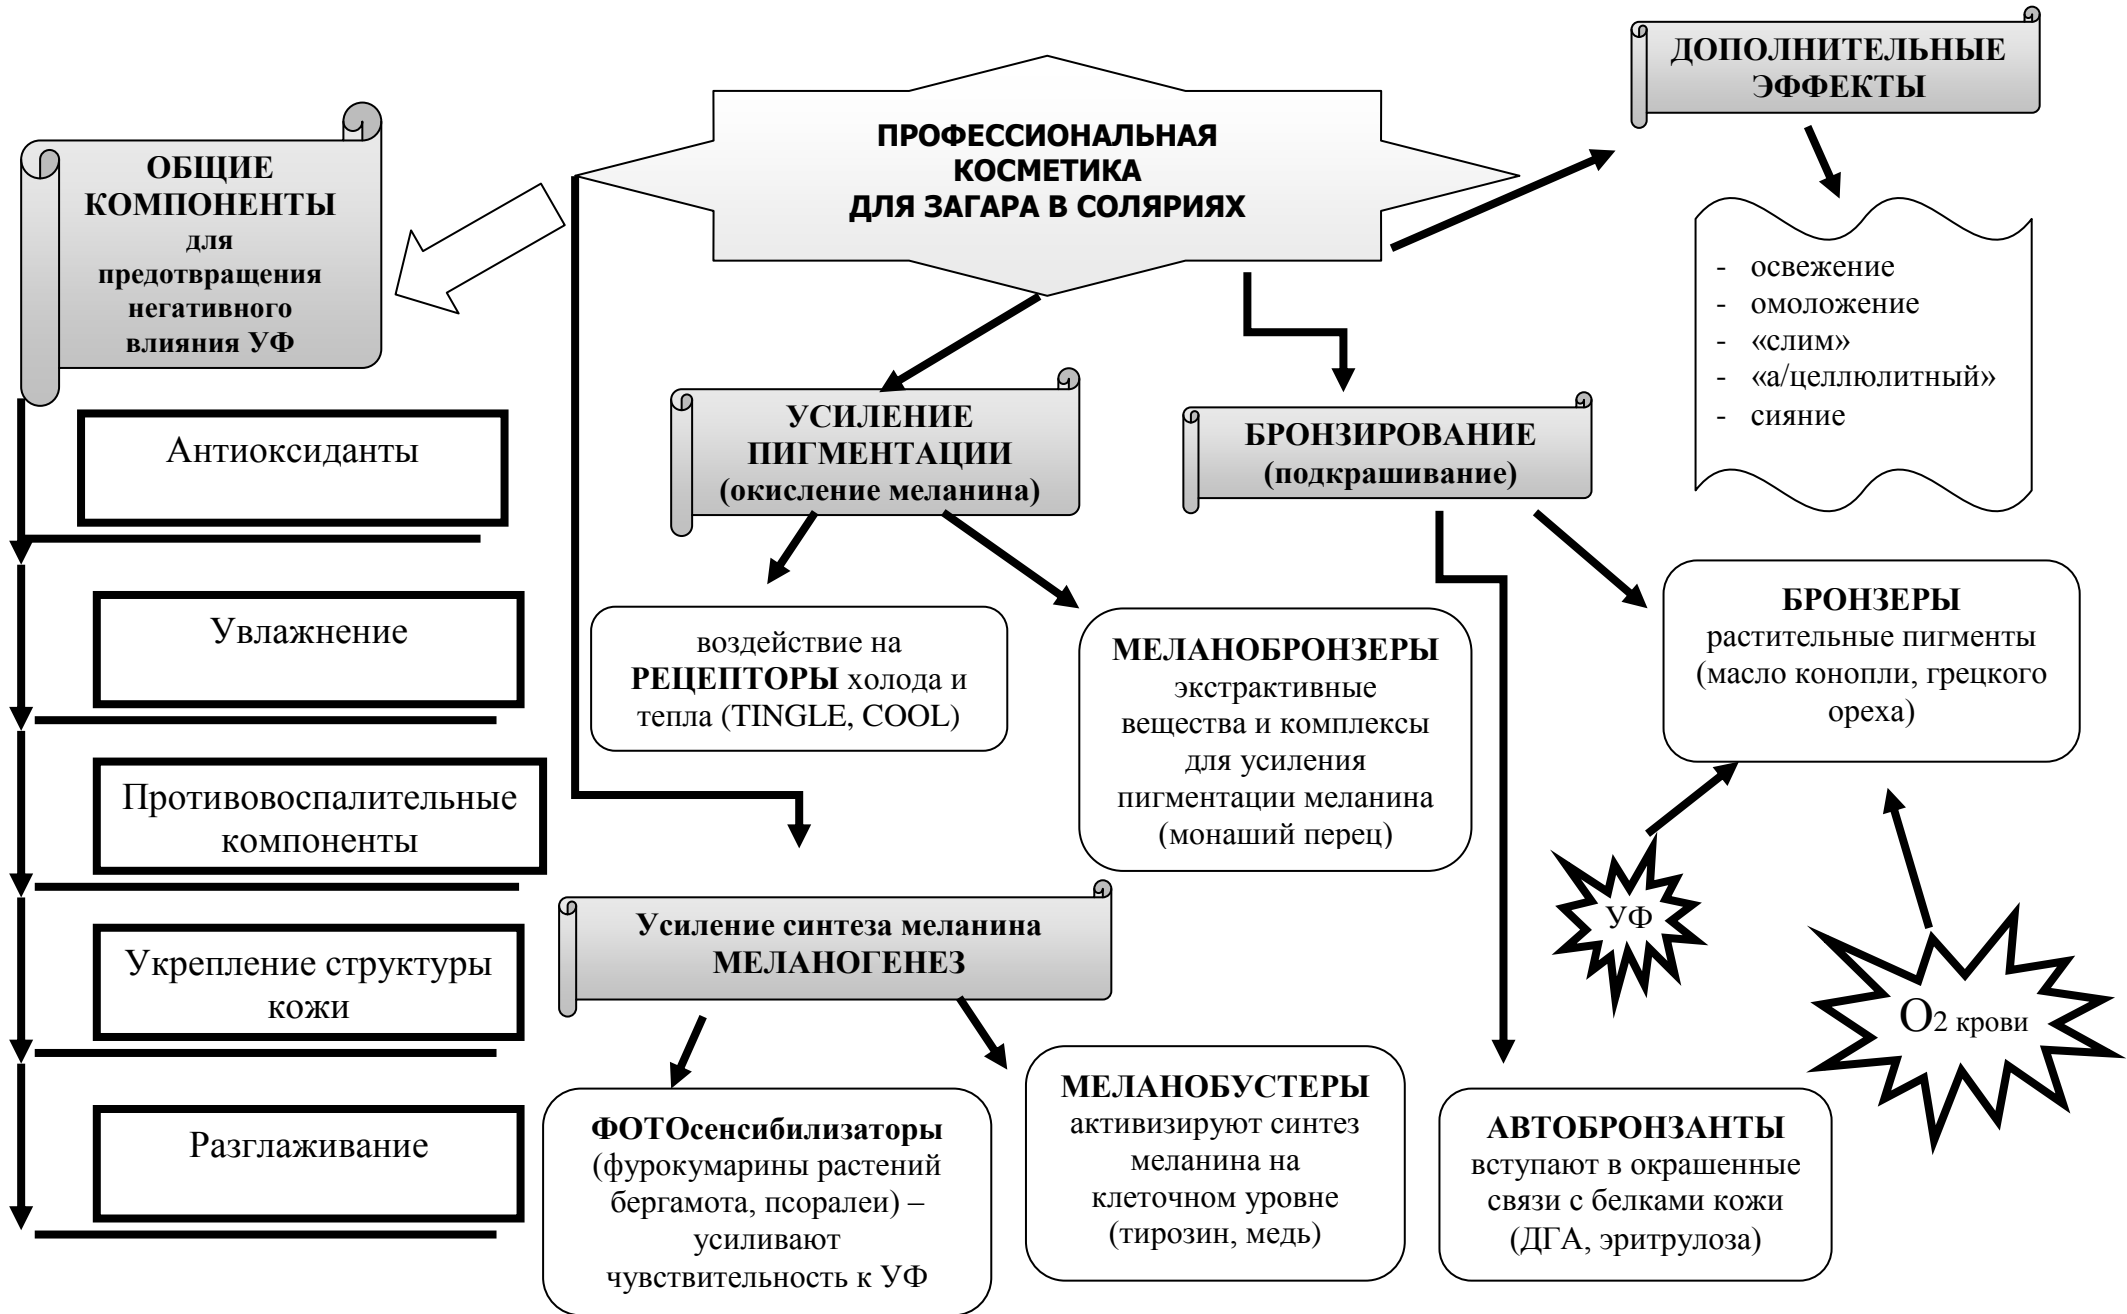 ПРОФЕССИОНАЛЬНАЯ
КОСМЕТИКА
ДЛЯ ЗАГАРА В СОЛЯРИЯХ
ДОПОЛНИТЕЛЬНЫЕ
ЭФФЕКТЫ
- освежение
- омоложение
- «слим»
- «а/целлюлитный»
- сияние
ОБЩИЕ
КОМПОНЕНТЫ
для
предотвращения
негативного
влияния УФ
Антиоксиданты
Увлажнение
Противовоспалительные
компоненты
Укрепление структуры
кожи
Разглаживание
УСИЛЕНИЕ
ПИГМЕНТАЦИИ
(окисление меланина)
воздействие на
РЕЦЕПТОРЫ холода и
тепла (TINGLE, COOL)
МЕЛАНОБРОНЗЕРЫ
экстрактивные
вещества и комплексы
для усиления
пигментации меланина
(монаший перец)
БРОНЗИРОВАНИЕ
(подкрашивание)
БРОНЗЕРЫ
растительные пигменты
(масло конопли, грецкого
ореха)
УФ
О2 крови
Усиление синтеза меланина
МЕЛАНОГЕНЕЗ
ФОТОсенсибилизаторы
(фурокумарины растений
бергамота, псоралеи) –
усиливают
чувствительность к УФ
МЕЛАНОБУСТЕРЫ
активизируют синтез
меланина на
клеточном уровне
(тирозин, медь)
АВТОБРОНЗАНТЫ
вступают в окрашенные
связи с белками кожи
(ДГА, эритрулоза)